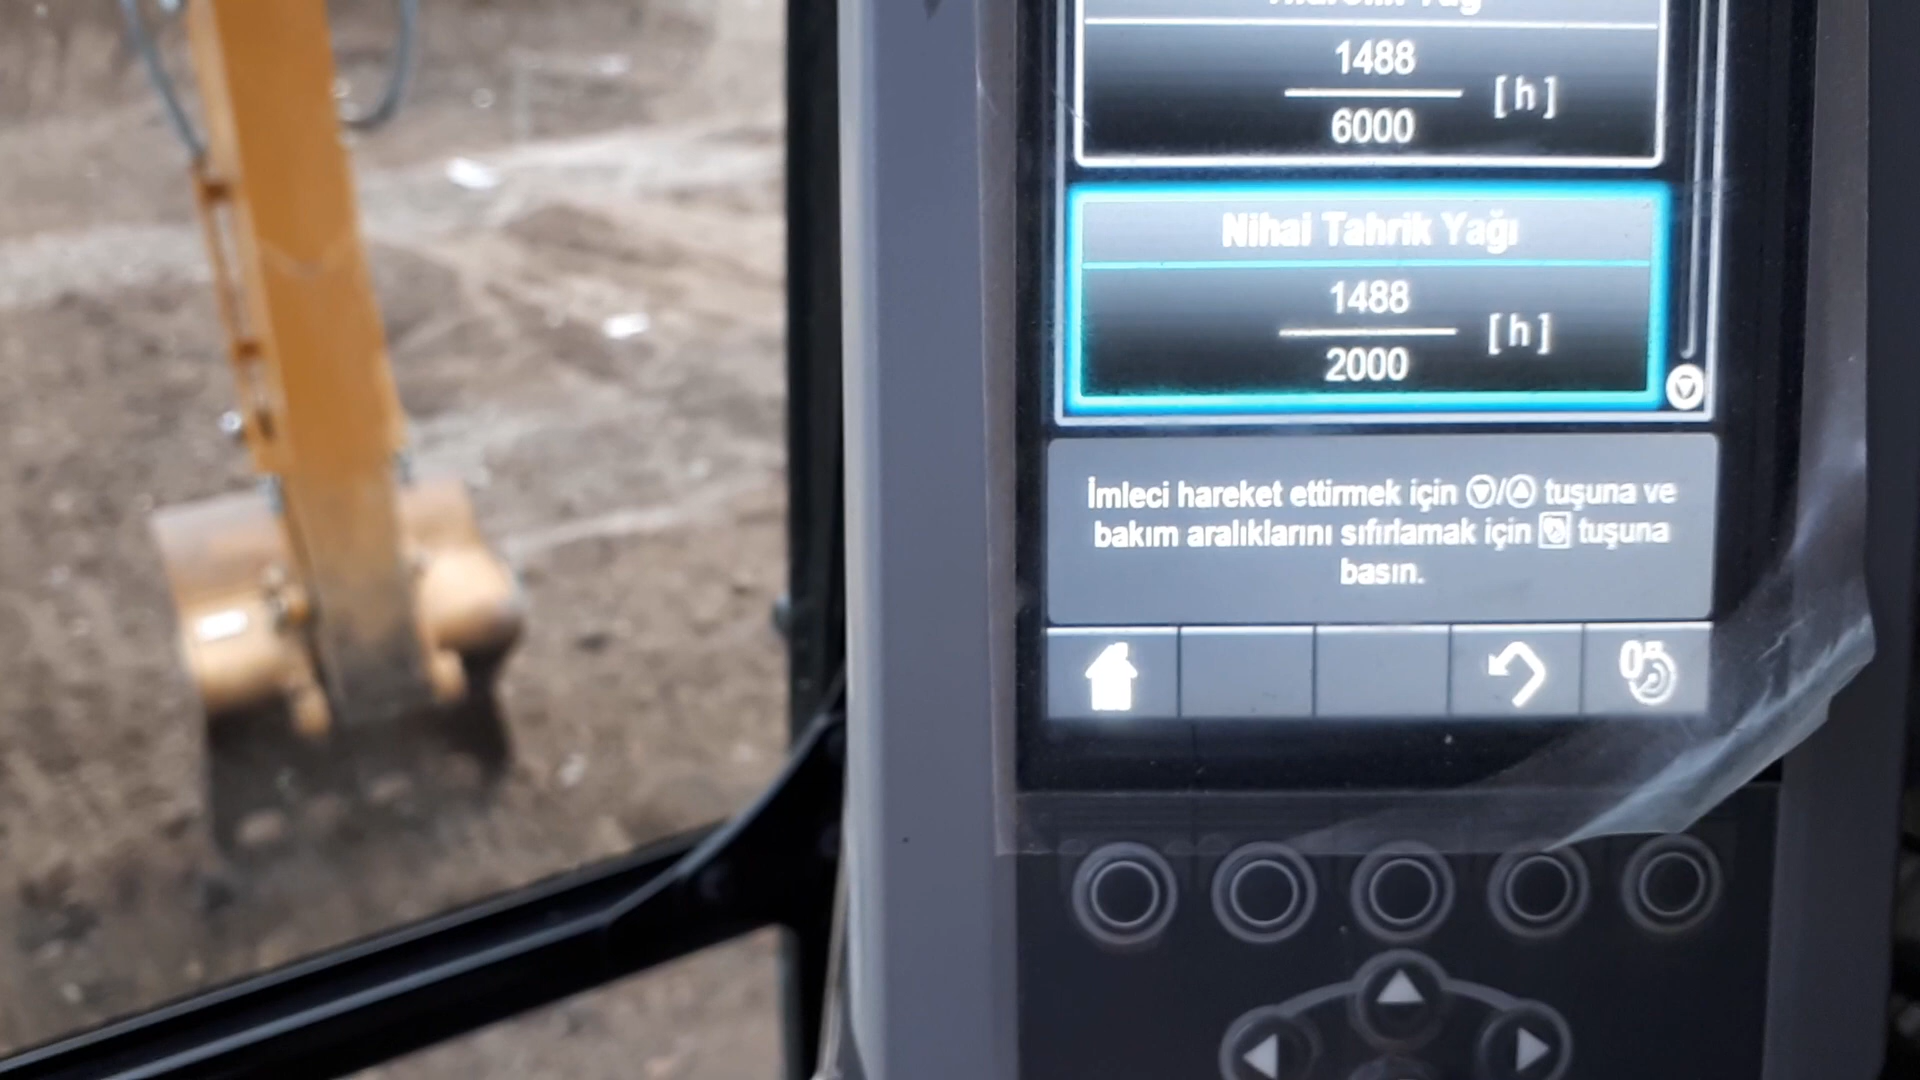 1488
6000
[h]
Nihai Tahrik Yağı
1488
2000
[h]
İmleci hareket ettirmek için ▽/△ tuşuna ve
bakım aralıklarını sıfırlamak için tuşuna
basın.